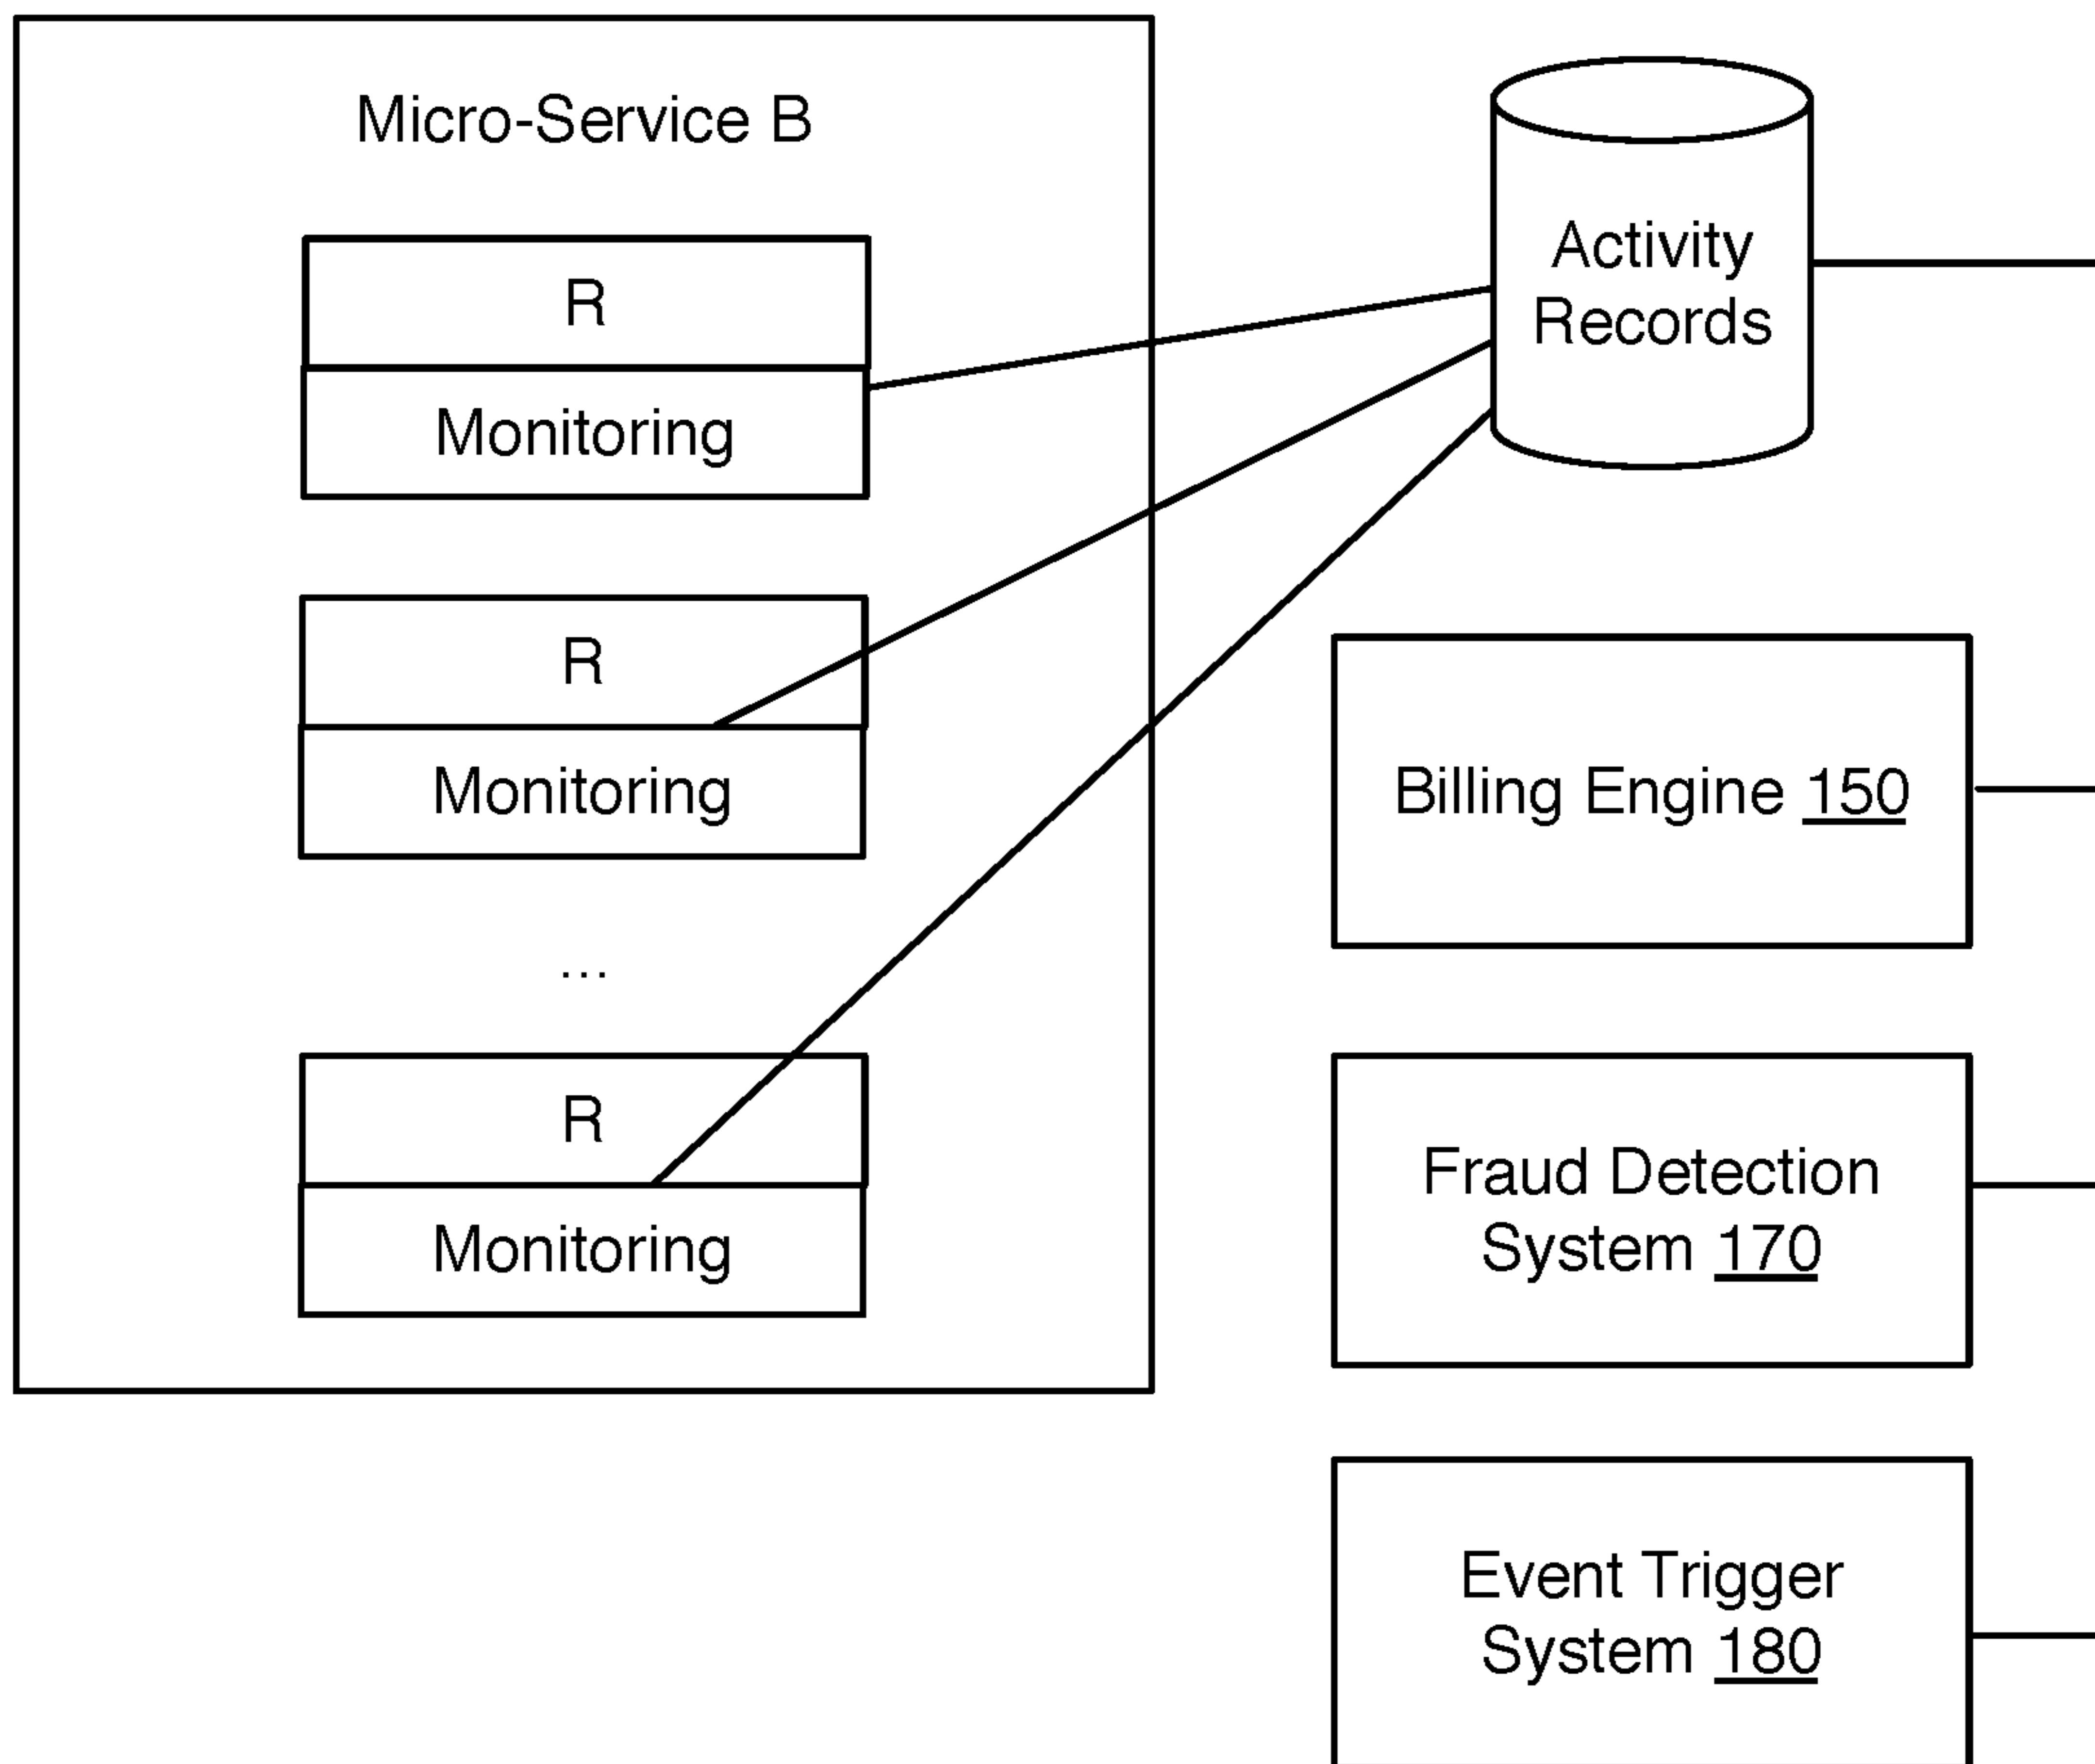 Micro-Service B
R
Monitoring
R
Monitoring
...
R
Monitoring
Activity
Records
Billing Engine 150
Fraud Detection
System 170
Event Trigger
System 180